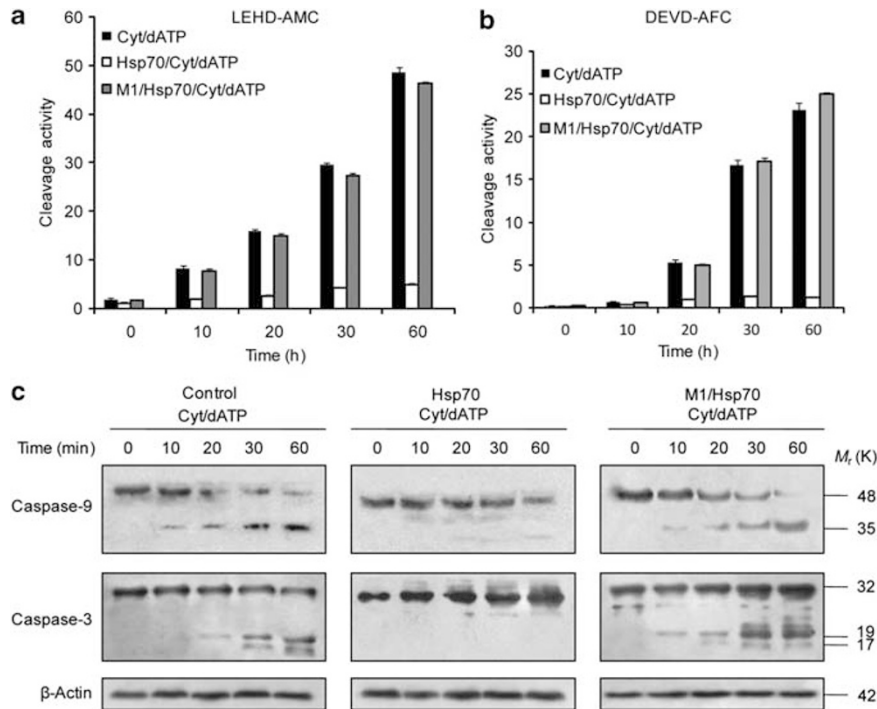 a
LEHD-AMC
60
50
40
30
20
10
0
Cleavage activity
Cyt/dATP
Hsp70/Cyt/dATP
M1/Hsp70/Cyt/dATP
0 10 20 30 60
Time (h)
b
DEVD-AFC
30
25
20
15
10
5
0
Cleavage activity
Cyt/dATP
Hsp70/Cyt/dATP
M1/Hsp70/Cyt/dATP
0 10 20 30 60
Time (h)
c
Control
Cyt/dATP
Hsp70
Cyt/dATP
M1/Hsp70
Cyt/dATP
Time (min) 0 10 20 30 60 0 10 20 30 60 0 10 20 30 60 Mr (K)
Caspase-9
48
35
Caspase-3
32
19
17
β-Actin 42